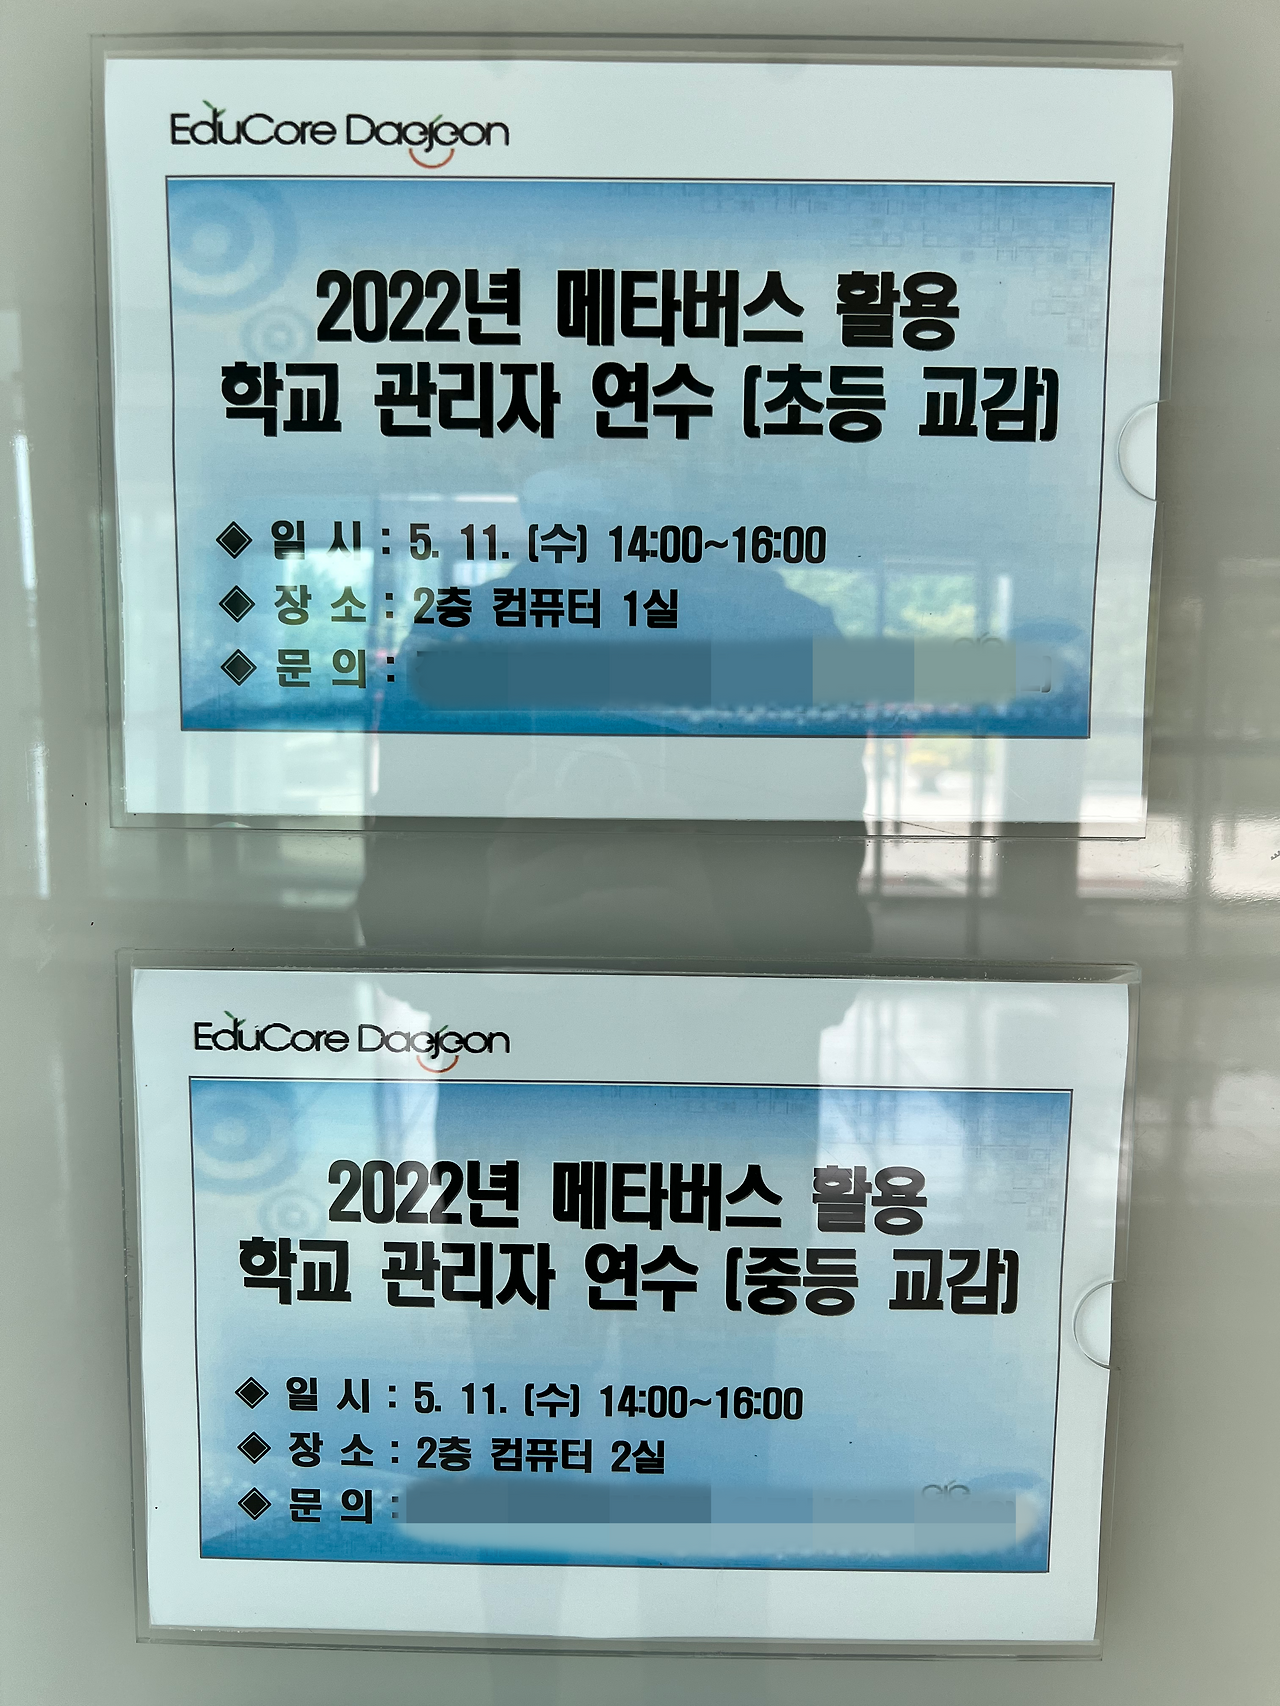 EduCore Daejeon
2022년 메타버스 활용
학교 관리자 연수 (초등 교감)
◈ 일 시 : 5. 11. (수) 14:00~16:00
◈ 장 소 : 2층 컴퓨터 1실
◈ 문 의 :
EduCore Daejeon
2022년 메타버스 활용
학교 관리자 연수 (중등 교감)
◈ 일 시 : 5. 11. (수) 14:00~16:00
◈ 장 소 : 2층 컴퓨터 2실
◈ 문 의 :